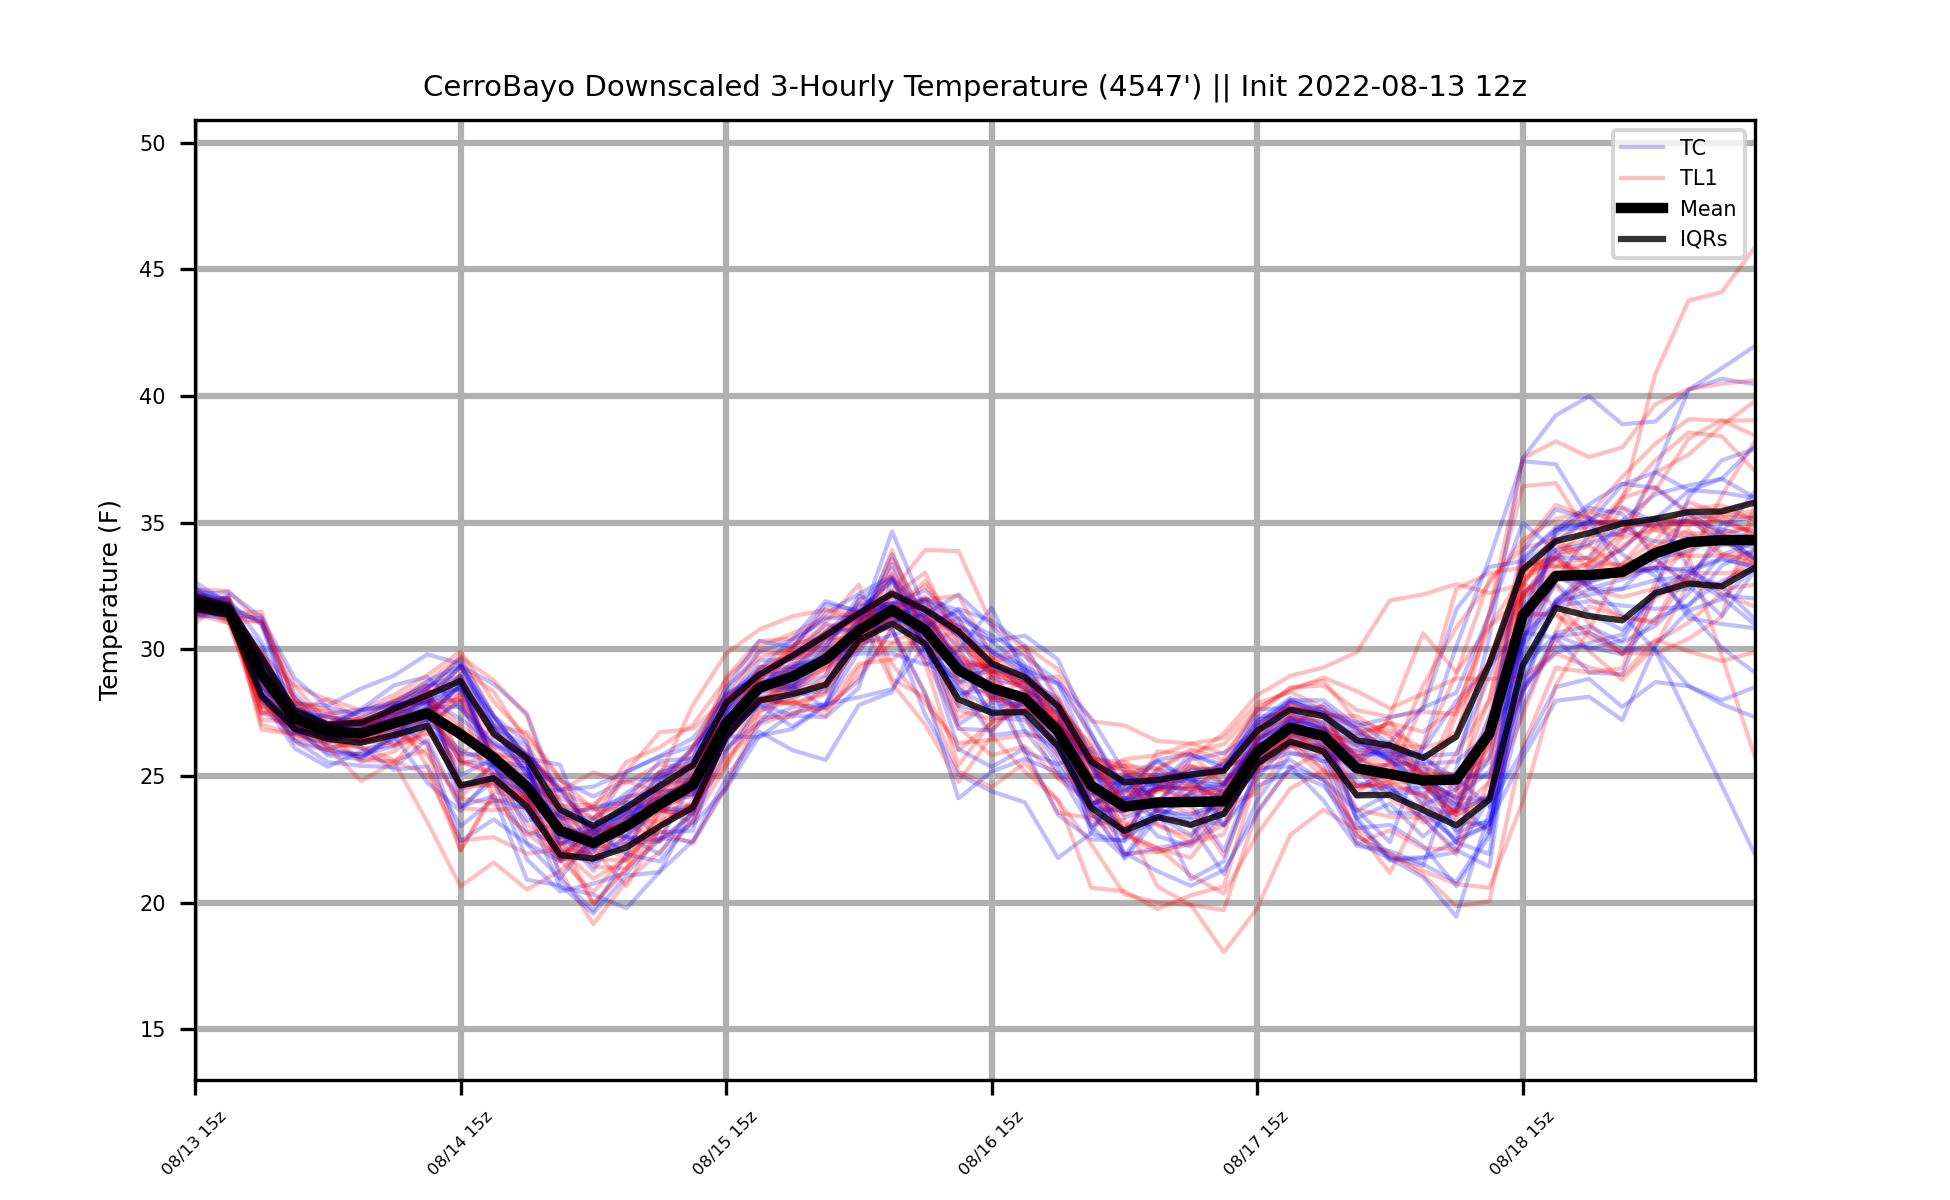 CerroBayo Downscaled 3-Hourly Temperature (4547') || Init 2022-08-13 12z
TC
TL1
Mean
IQRs
Temperature (F)
50
45
40
35
30
25
20
15
08/13 15z
08/14 15z
08/15 15z
08/16 15z
08/17 15z
08/18 15z